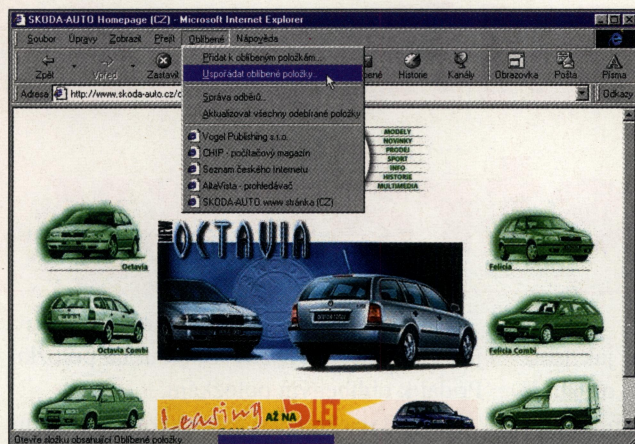 SKODA-AUTO Homepage (CZ) - Microsoft Internet Explorer
Soubor Úpravy Zobrazit Přejít Oblíbené Nápověda
Zpět Vpřed Zastavit Historie Kanály Obrazovka Pošta Písma
Adresa http://www.skoda-auto.cz/ Odkazy
Přidat k oblíbeným položkám...
Uspořádat oblíbené položky...
Správa odběrů...
Aktualizovat všechny odebírané položky
Vogel Publishing s.r.o.
CHIP - počítačový magazín
Seznam českého Internetu
AltaVista - prohledávač
SKODA-AUTO www stránka (CZ)
MODELY
NOVINKY
PRODEJ
SPORT
INFO
HISTORIE
MULTIMEDIA
NEW OCTAVIA
Octavia
Felicia
Octavia Combi
Felicia Combi
Leasing AŽ NA 5 LET
Otevře složku obsahující Oblíbené položky.